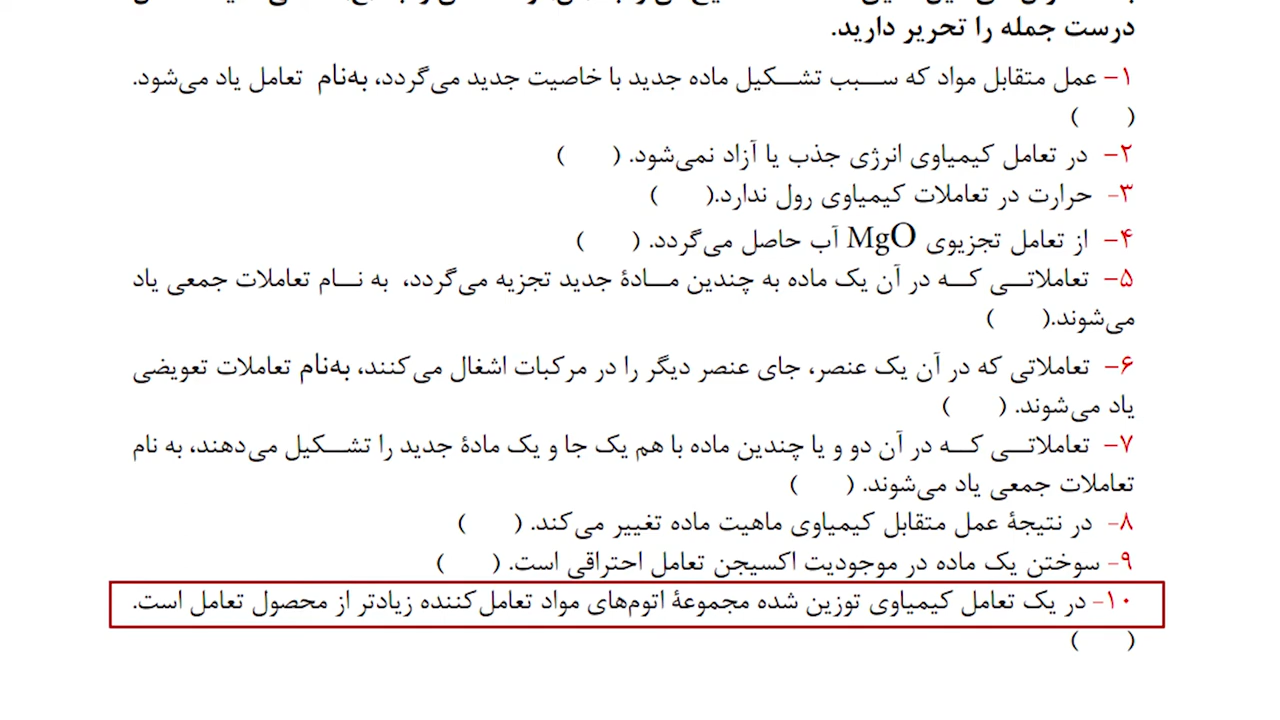 درست جمله را تحریر دارید.
۱- عمل متقابل مواد که سبب تشکیل ماده جدید با خاصیت جدید می‌گردد، به‌نام تعامل یاد می‌شود.
( )
۲- در تعامل کیمیاوی انرژی جذب یا آزاد نمی‌شود. ( )
۳- حرارت در تعاملات کیمیاوی رول ندارد.( )
۴- از تعامل تجزیوی MgO آب حاصل می‌گردد. ( )
۵- تعاملاتی که در آن یک ماده به چندین مادهٔ جدید تجزیه می‌گردد، به نام تعاملات جمعی یاد
می‌شوند.( )
۶- تعاملاتی که در آن یک عنصر، جای عنصر دیگر را در مرکبات اشغال می‌کنند، به‌نام تعاملات تعویضی
یاد می‌شوند. ( )
۷- تعاملاتی که در آن دو و یا چندین ماده با هم یک جا و یک مادهٔ جدید را تشکیل می‌دهند، به نام
تعاملات جمعی یاد می‌شوند. ( )
۸- در نتیجهٔ عمل متقابل کیمیاوی ماهیت ماده تغییر می‌کند. ( )
۹- سوختن یک ماده در موجودیت اکسیجن تعامل احتراقی است. ( )
۱۰- در یک تعامل کیمیاوی توزین شده مجموعهٔ اتوم‌های مواد تعامل‌کننده زیادتر از محصول تعامل است.
( )